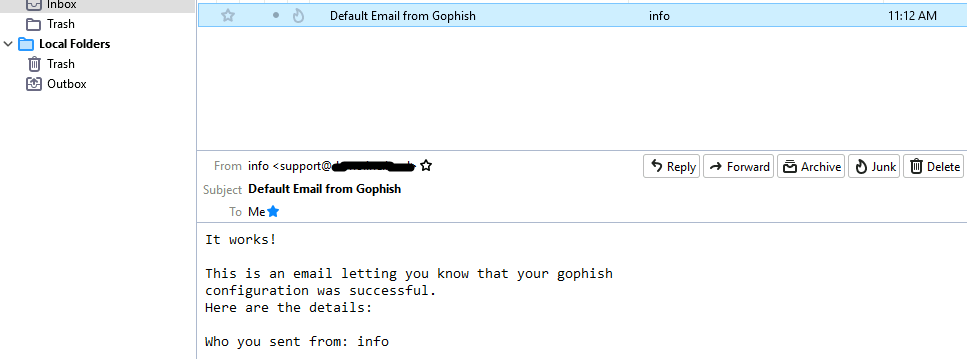 Inbox
Default Email from Gophish info 11:12 AM
Trash
Local Folders
Trash
Outbox
From info <support@
Reply Forward Archive Junk Delete
Subject Default Email from Gophish
To Me
It works!
This is an email letting you know that your gophish
configuration was successful.
Here are the details:
Who you sent from: info